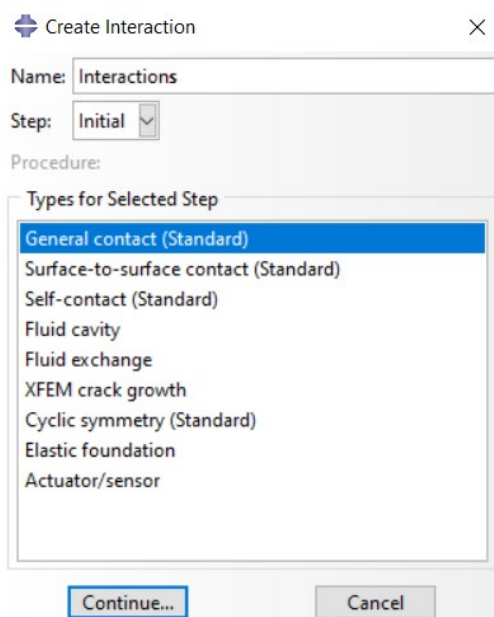 Create Interaction
Name: Interactions
Step: Initial
Procedure:
Types for Selected Step
General contact (Standard)
Surface-to-surface contact (Standard)
Self-contact (Standard)
Fluid cavity
Fluid exchange
XFEM crack growth
Cyclic symmetry (Standard)
Elastic foundation
Actuator/sensor
Continue... Cancel